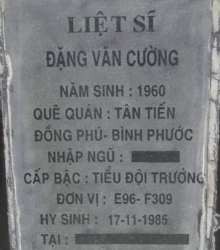 LIỆT SĨ
ĐẶNG VĂN CƯỜNG
NĂM SINH : 1960
QUÊ QUÁN : TÂN TIẾN
ĐỒNG PHÚ- BÌNH PHƯỚC
NHẬP NGŨ :
CẤP BẬC : TIỂU ĐỘI TRƯỞNG
ĐƠN VỊ : E96- F309
HY SINH : 17-11-1985
TẠI :